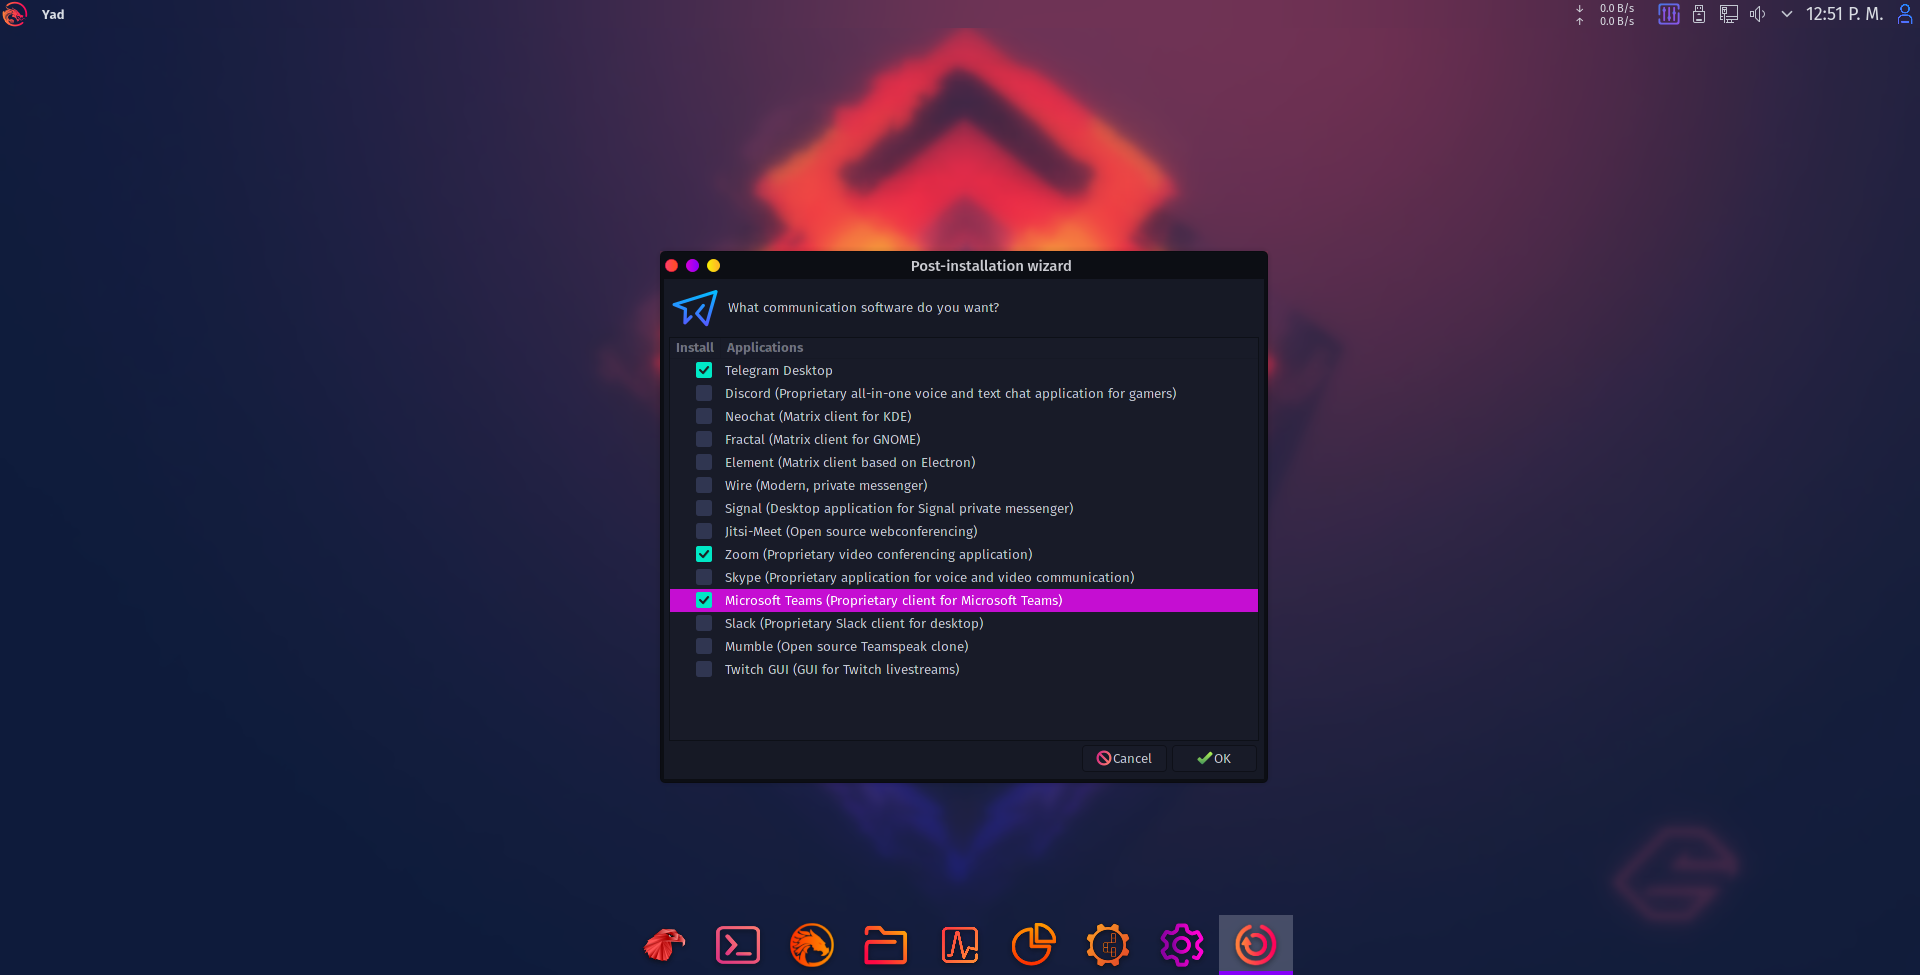 Yad
0.0 B/s
0.0 B/s
12:51 P. M.
Post-installation wizard
What communication software do you want?
Install Applications
Telegram Desktop
Discord (Proprietary all-in-one voice and text chat application for gamers)
Neochat (Matrix client for KDE)
Fractal (Matrix client for GNOME)
Element (Matrix client based on Electron)
Wire (Modern, private messenger)
Signal (Desktop application for Signal private messenger)
Jitsi-Meet (Open source webconferencing)
Zoom (Proprietary video conferencing application)
Skype (Proprietary application for voice and video communication)
Microsoft Teams (Proprietary client for Microsoft Teams)
Slack (Proprietary Slack client for desktop)
Mumble (Open source Teamspeak clone)
Twitch GUI (GUI for Twitch livestreams)
Cancel OK